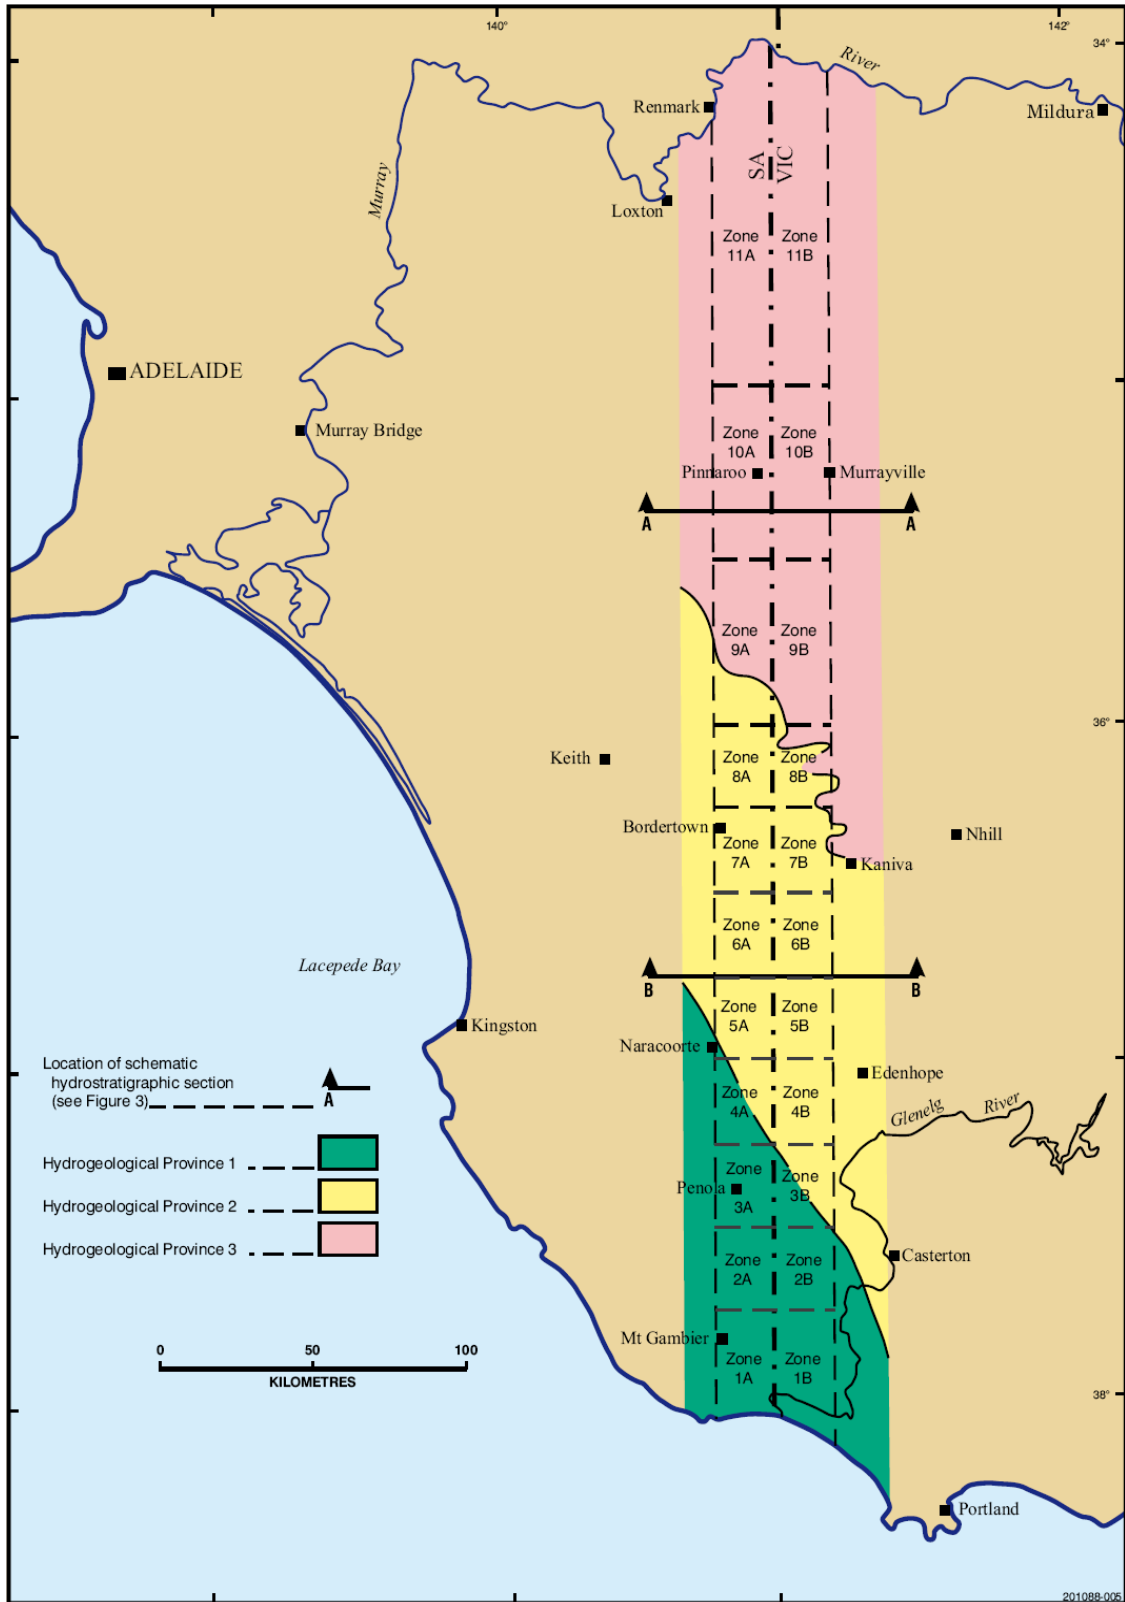 140°
142°
34°
River
Renmark
Mildura
Murray
SA
VIC
Loxton
Zone
11A
Zone
11B
ADELAIDE
Murray Bridge
Zone
10A
Zone
10B
Pinnaroo
Murrayville
A
A
Zone
9A
Zone
9B
36°
Keith
Zone
8A
Zone
8B
Bordertown
Nhill
Zone
7A
Zone
7B
Kaniva
Zone
6A
Zone
6B
Lacepede Bay
B
B
Zone
5A
Zone
5B
Kingston
Naracoorte
Edenhope
Zone
4A
Zone
4B
Glenelg
River
Zone
3A
Zone
3B
Penola
Casterton
Zone
2A
Zone
2B
Mt Gambier
Zone
1A
Zone
1B
38°
Portland
Location of schematic
hydrostratigraphic section
(see Figure 3)
A
Hydrogeological Province 1
Hydrogeological Province 2
Hydrogeological Province 3
0 50 100
KILOMETRES
201088-005